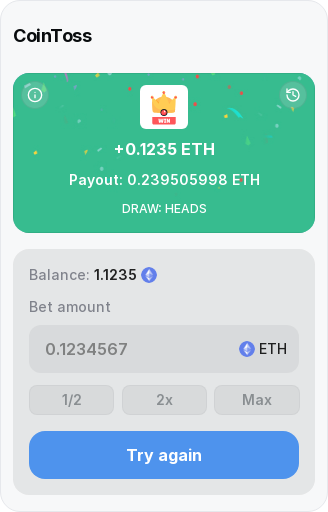 CoinToss
WIN
+0.1235 ETH
Payout: 0.239505998 ETH
DRAW: HEADS
Balance: 1.1235
Bet amount
0.1234567 ETH
1/2 2x Max
Try again